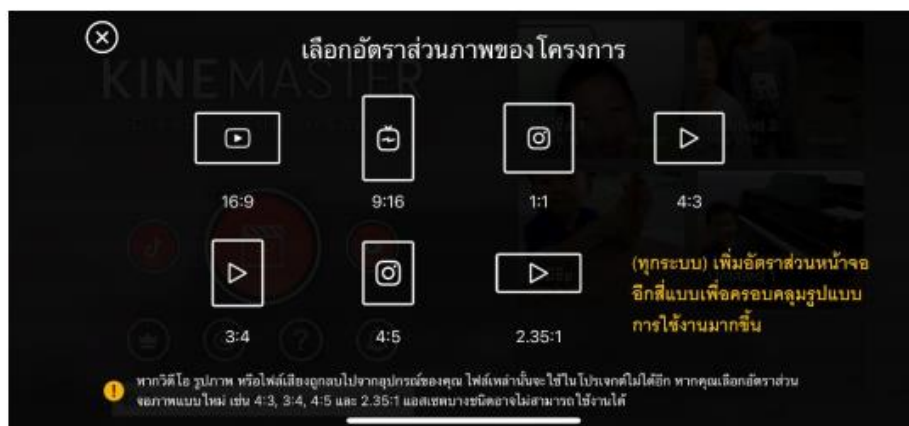 เลือกอัตราส่วนภาพของโครงการ
KINEMASTER
16:9
9:16
1:1
4:3
3:4
4:5
2.35:1
(ทุกระบบ) เพิ่มอัตราส่วนหน้าจอ
อีกสี่แบบเพื่อครอบคลุมรูปแบบ
การใช้งานมากขึ้น
หากวิดีโอ รูปภาพ หรือไฟล์เสียงถูกลบไปจากอุปกรณ์ของคุณ ไฟล์เหล่านั้นจะใช้ในโปรเจกต์ไม่ได้อีก หากคุณเลือกอัตราส่วน
จอภาพแบบใหม่ เช่น 4:3, 3:4, 4:5 และ 2.35:1 แอสเซตบางชนิดอาจไม่สามารถใช้งานได้